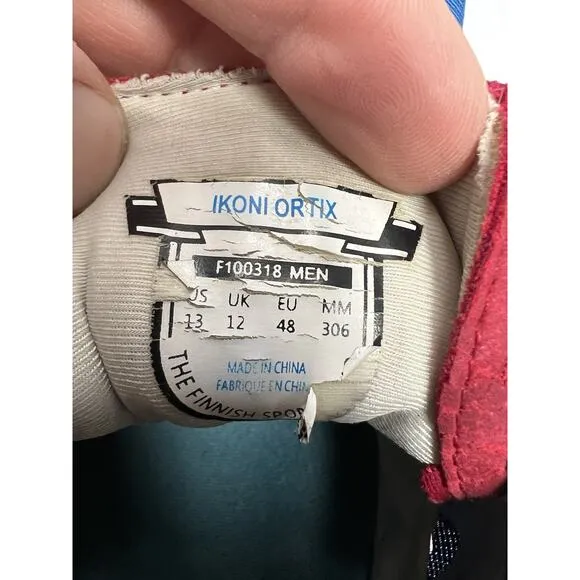 IKONI ORTIX
F100318 MEN
US UK EU MM
13 12 48 306
MADE IN CHINA
FABRIQUE EN CHIN
THE FINNISH SPOR